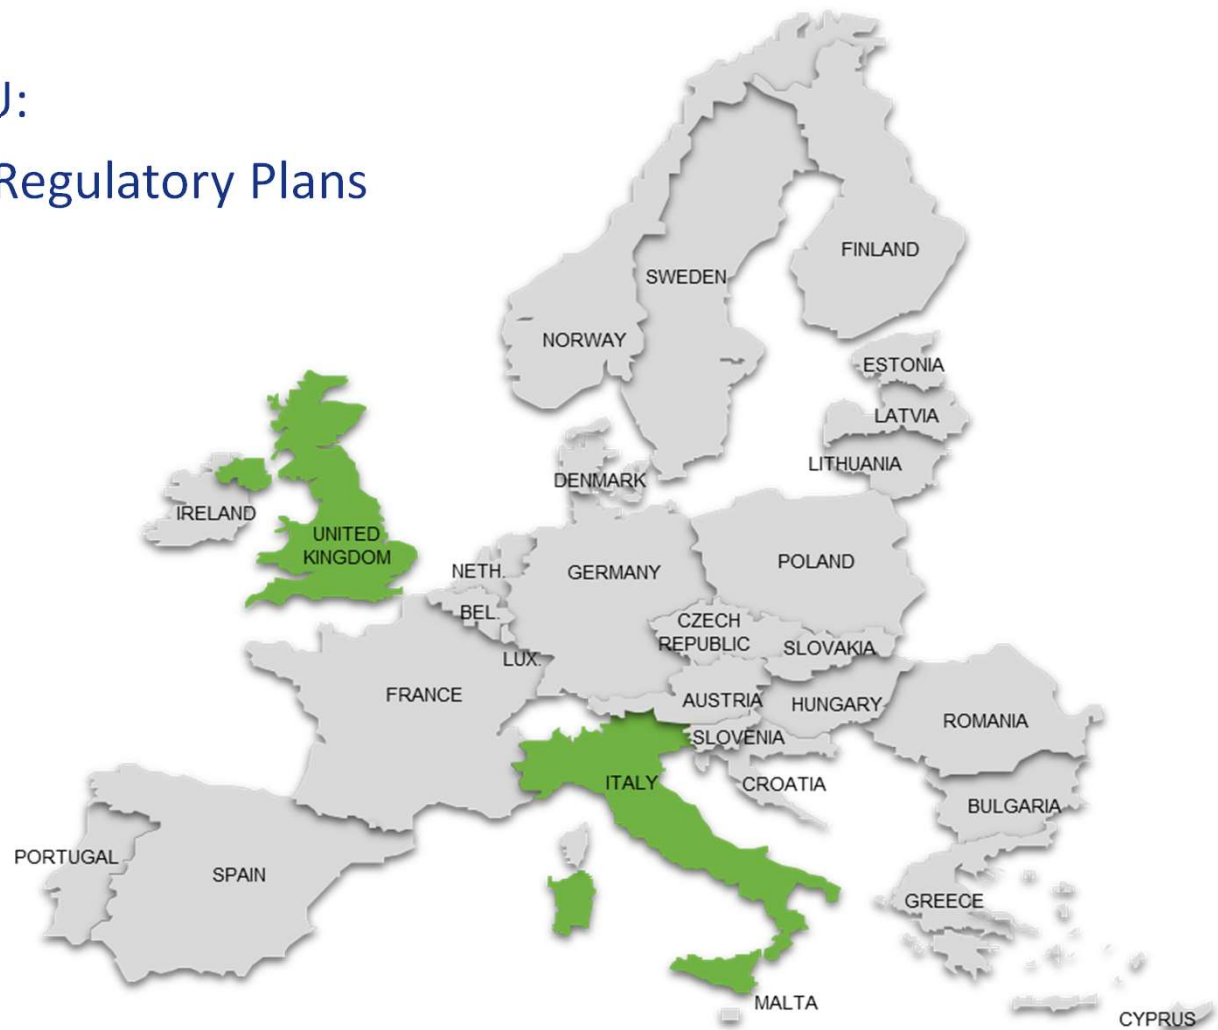 U:
Regulatory Plans
FINLAND
SWEDEN
NORWAY
ESTONIA
LATVIA
LITHUANIA
DENMARK
IRELAND
UNITED
KINGDOM
NETH.
GERMANY
POLAND
BEL.
CZECH
REPUBLIC
SLOVAKIA
LUX.
FRANCE
AUSTRIA
HUNGARY
ROMANIA
SLOVENIA
ITALY
CROATIA
BULGARIA
PORTUGAL
SPAIN
GREECE
MALTA
CYPRUS